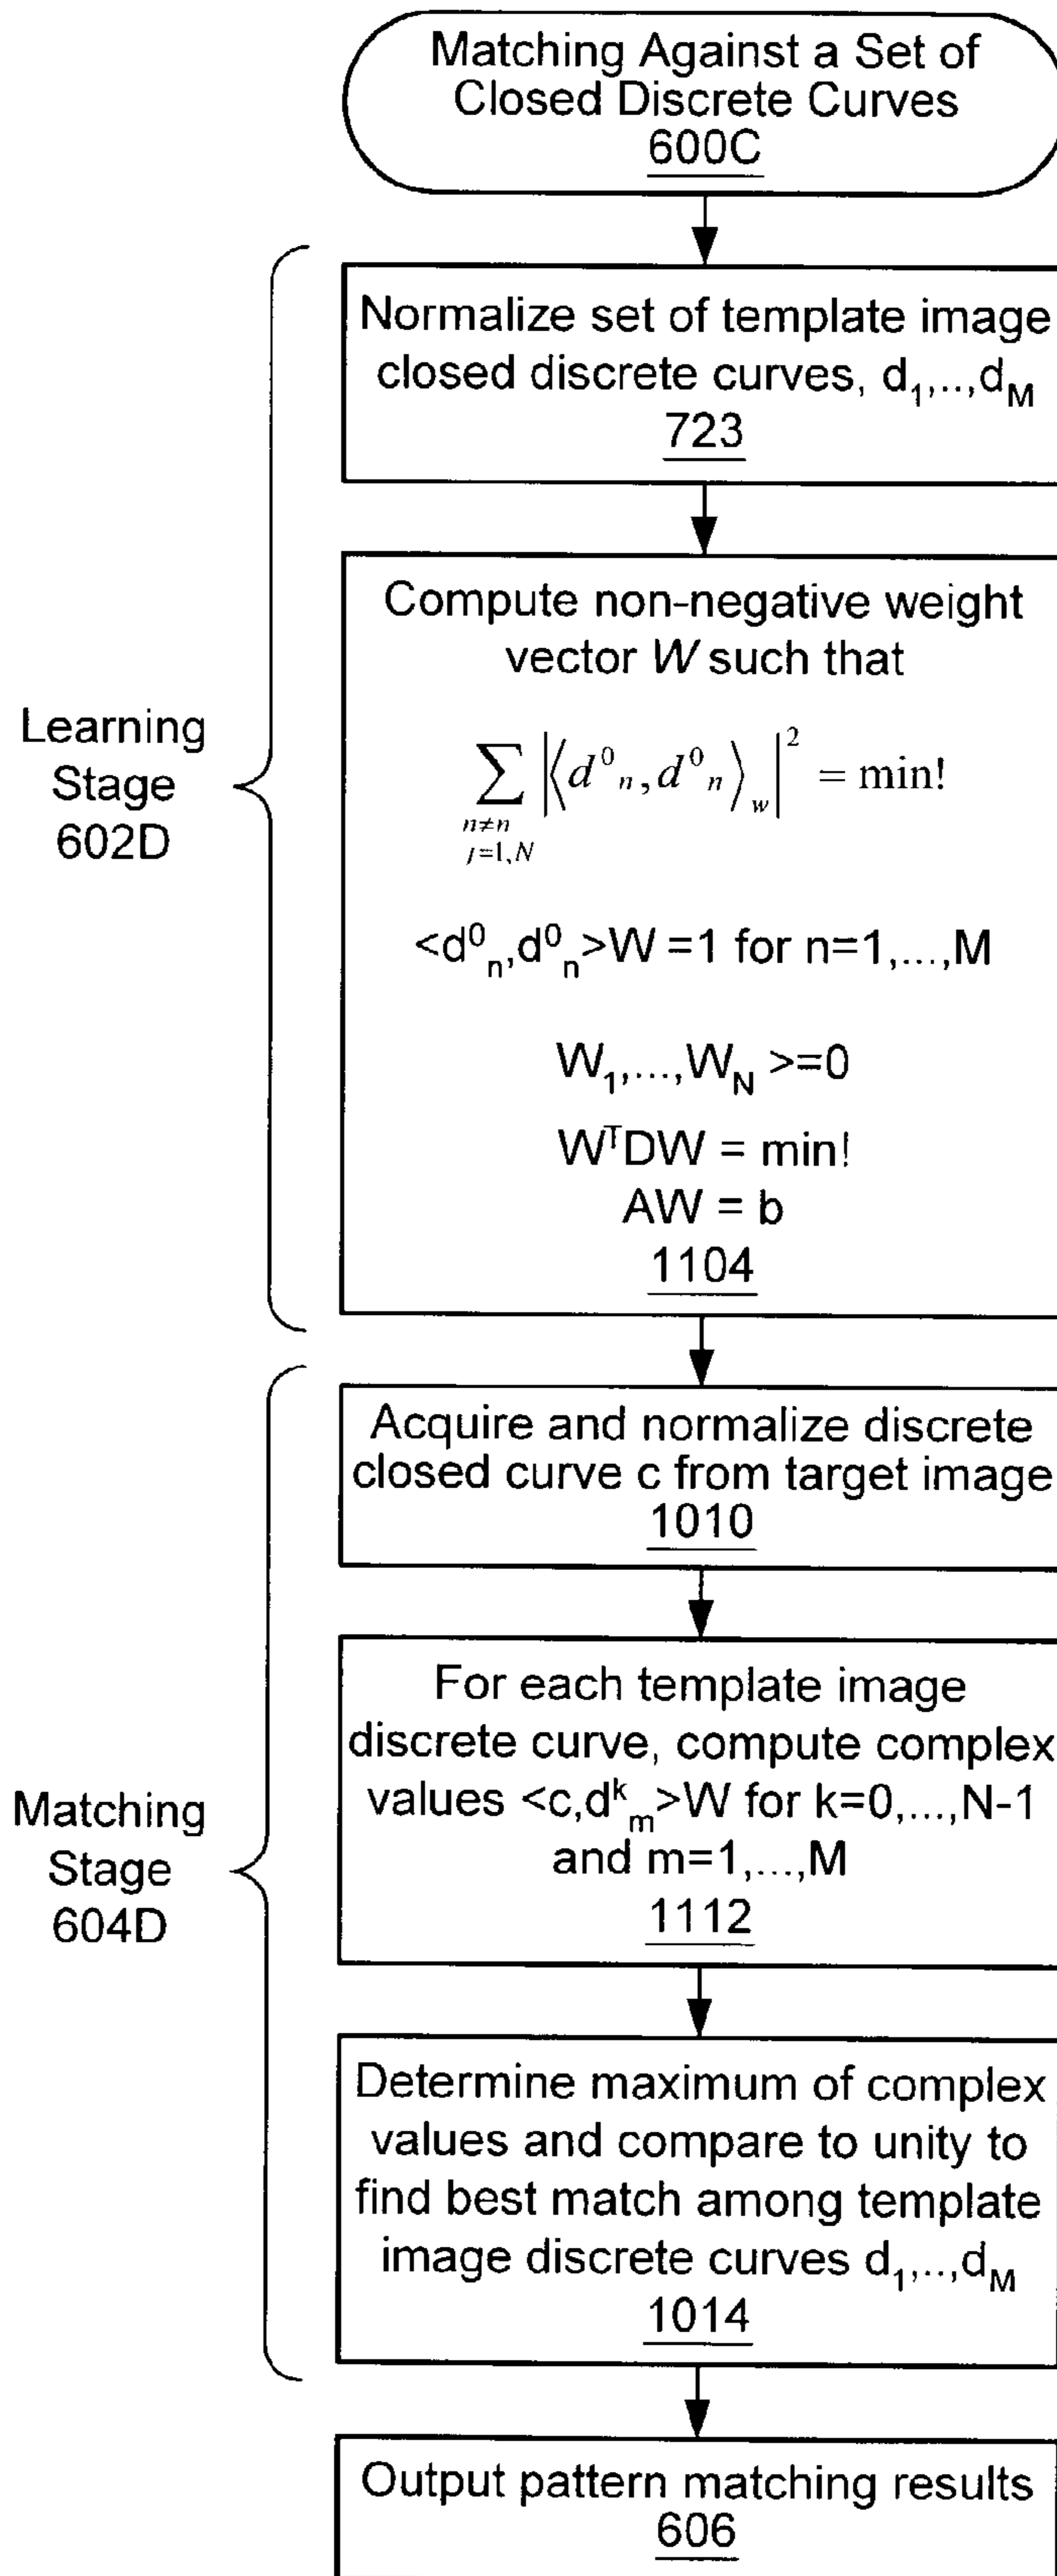 Matching Against a Set of
Closed Discrete Curves
600C
Normalize set of template image
closed discrete curves, d₁,..,d_M
723
Compute non-negative weight
vector W such that
∑ |⟨d⁰ₙ, d⁰ₙ⟩_w|² = min!
n≠n
j=1,N
<d⁰ₙ,d⁰ₙ>W =1 for n=1,...,M
W₁,...,W_N >=0
WᵀDW = min!
AW = b
1104
Learning
Stage
602D
Acquire and normalize discrete
closed curve c from target image
1010
For each template image
discrete curve, compute complex
values <c,dᵏₘ>W for k=0,...,N-1
and m=1,...,M
1112
Determine maximum of complex
values and compare to unity to
find best match among template
image discrete curves d₁,..,d_M
1014
Matching
Stage
604D
Output pattern matching results
606